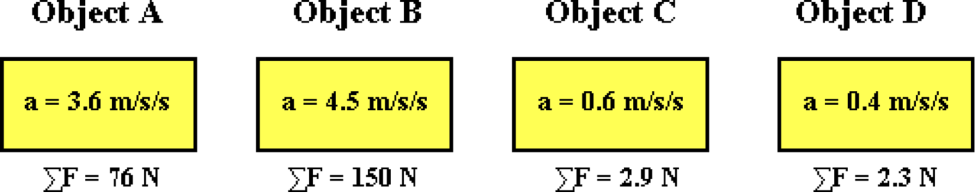 Object A Object B Object C Object D
a = 3.6 m/s/s a = 4.5 m/s/s a = 0.6 m/s/s a = 0.4 m/s/s
∑F = 76 N ∑F = 150 N ∑F = 2.9 N ∑F = 2.3 N